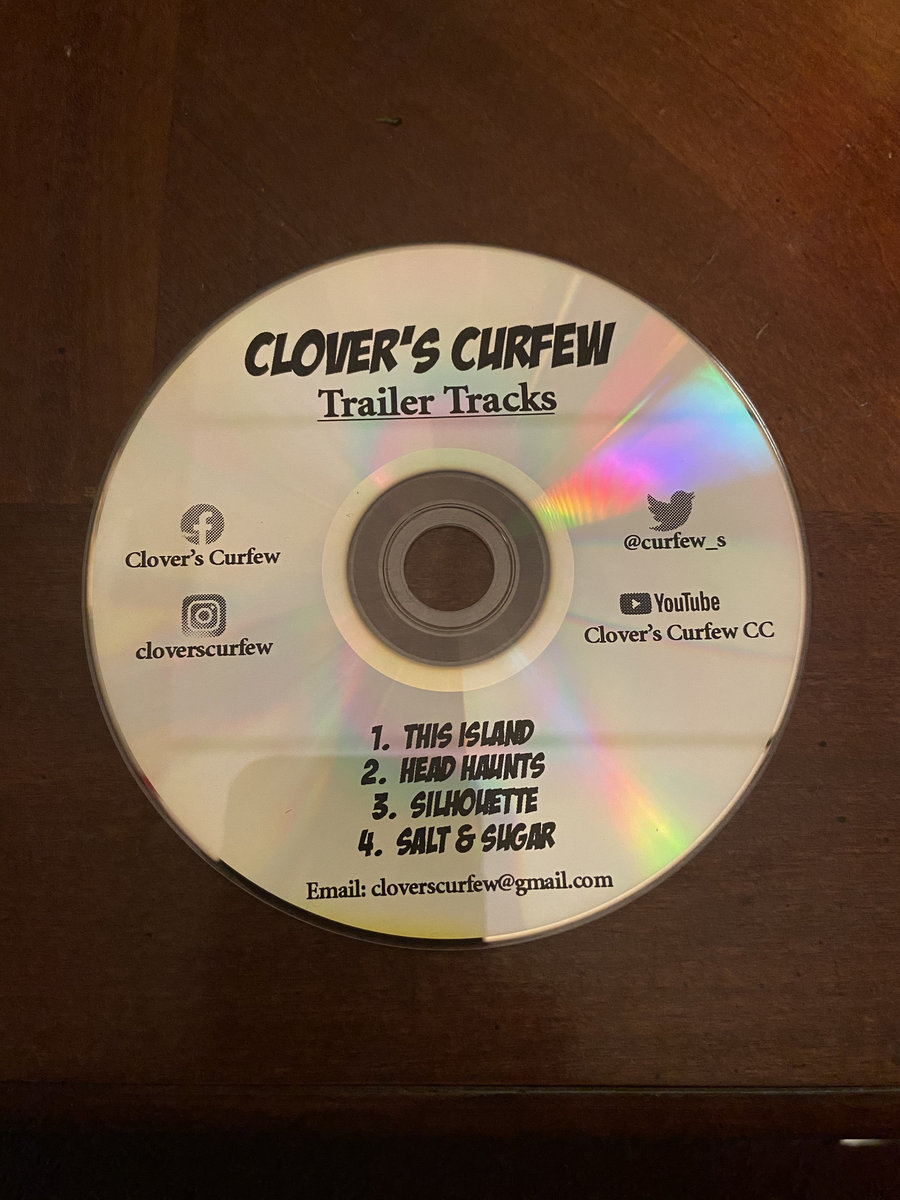 CLOVER'S CURFEW
Trailer Tracks
Clover's Curfew
cloverscurfew
@curfew_s
YouTube
Clover's Curfew CC
1. THIS ISLAND
2. HEAD HAUNTS
3. SILHOUETTE
4. SALT & SUGAR
Email: cloverscurfew@gmail.com